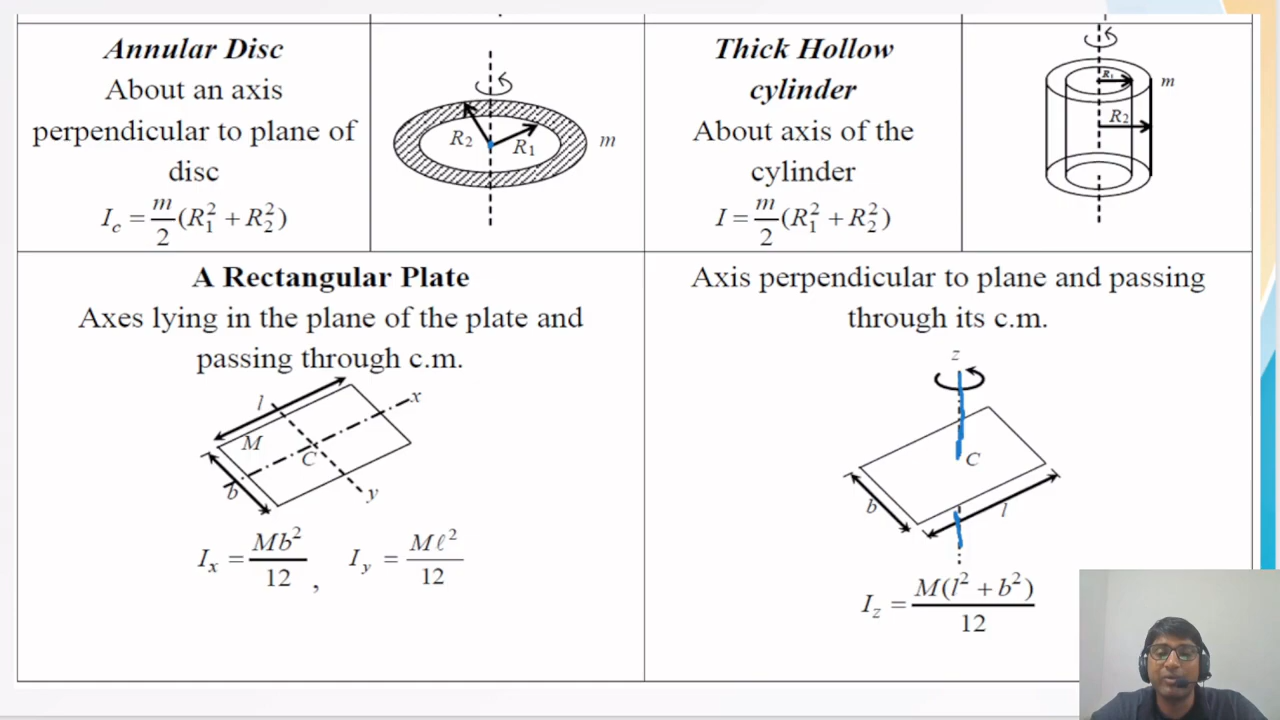 Annular Disc
About an axis
perpendicular to plane of
disc
I_c = m/2 (R_1^2 + R_2^2)
R_2
R_1
m
Thick Hollow
cylinder
About axis of the
cylinder
I = m/2 (R_1^2 + R_2^2)
R_1
m
R_2
A Rectangular Plate
Axes lying in the plane of the plate and
passing through c.m.
l
x
M
C
b
y
I_x = Mb^2/12 , I_y = Mℓ^2/12
Axis perpendicular to plane and passing
through its c.m.
z
C
b
l
I_z = M(l^2 + b^2)/12